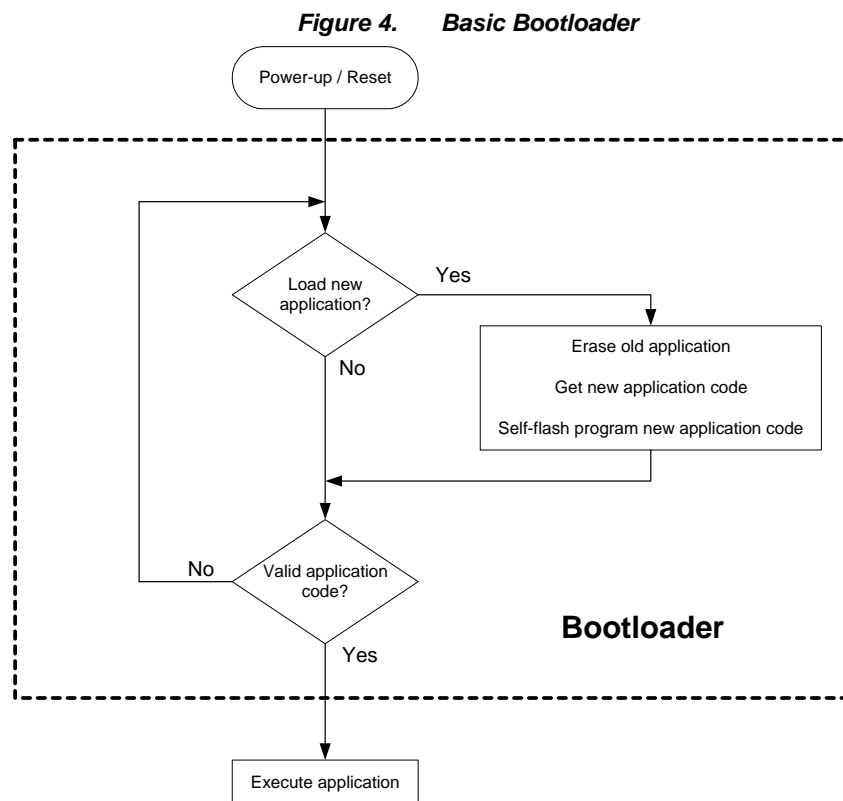 Figure 4. Basic Bootloader
Power-up / Reset
Load new
application?
Yes
No
Erase old application
Get new application code
Self-flash program new application code
No
Valid application
code?
Yes
Bootloader
Execute application